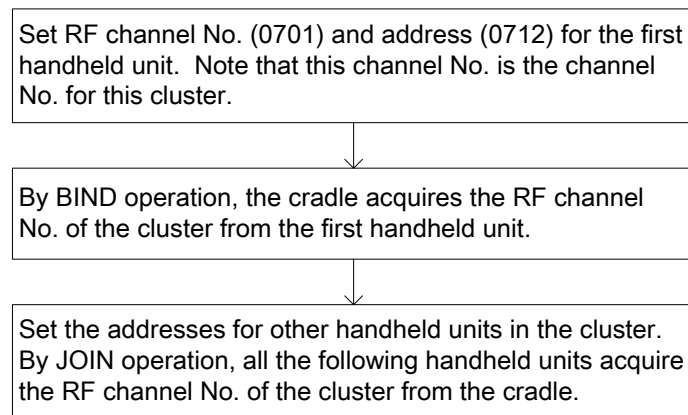 Set RF channel No. (0701) and address (0712) for the first
handheld unit.  Note that this channel No. is the channel
No. for this cluster.
By BIND operation, the cradle acquires the RF channel
No. of the cluster from the first handheld unit.
Set the addresses for other handheld units in the cluster.
By JOIN operation, all the following handheld units acquire
the RF channel No. of the cluster from the cradle.